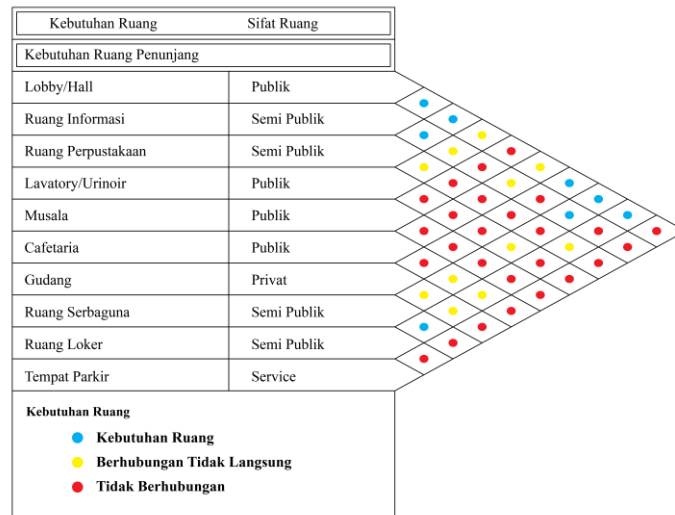 Kebutuhan Ruang Sifat Ruang
Kebutuhan Ruang Penunjang
Lobby/Hall Publik
Ruang Informasi Semi Publik
Ruang Perpustakaan Semi Publik
Lavatory/Urinoir Publik
Musala Publik
Cafetaria Publik
Gudang Privat
Ruang Serbaguna Semi Publik
Ruang Loker Semi Publik
Tempat Parkir Service
Kebutuhan Ruang
Kebutuhan Ruang
Berhubungan Tidak Langsung
Tidak Berhubungan